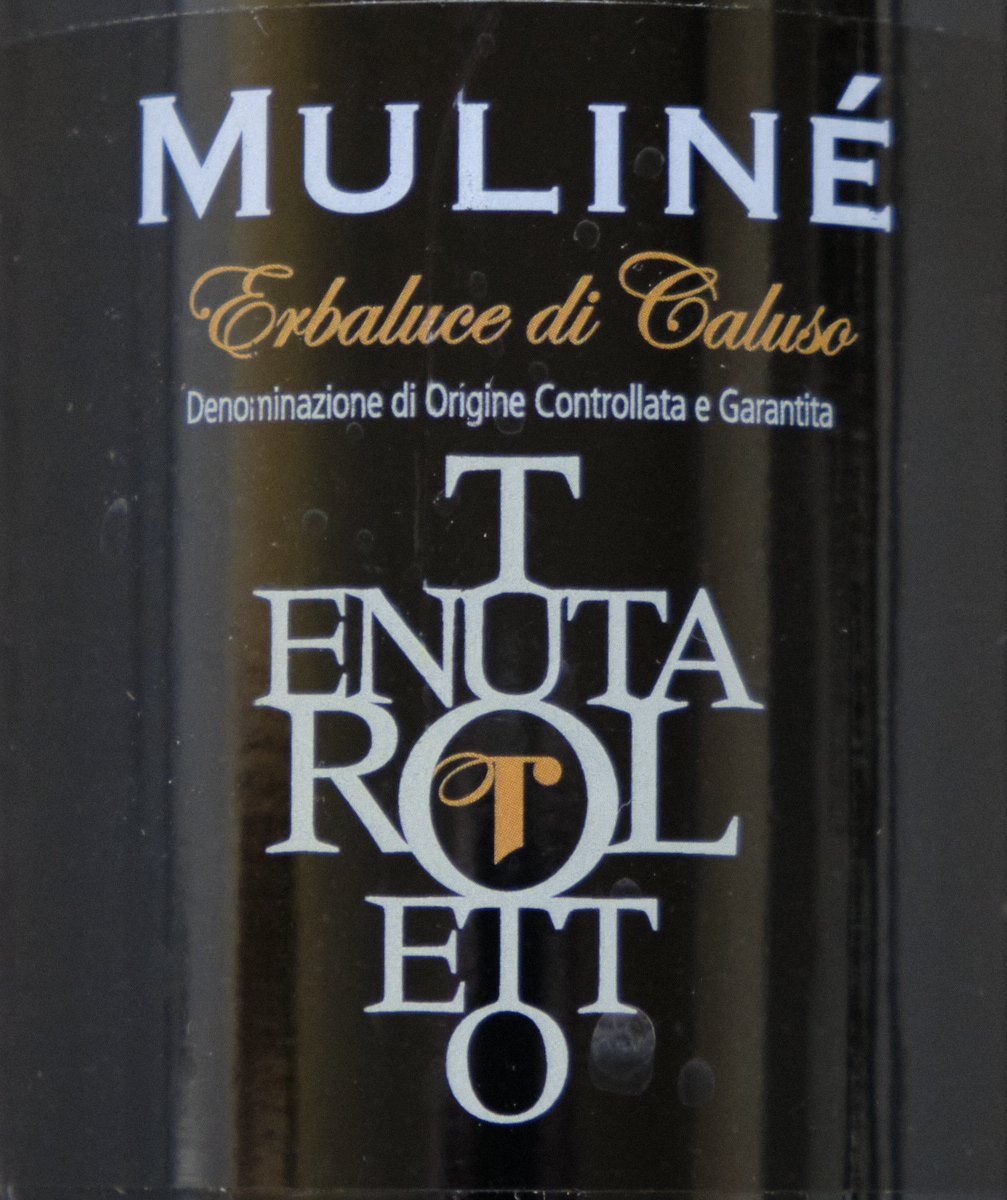 MULINÉ
Erbaluce di Caluso
Denominazione di Origine Controllata e Garantita
T
ENUTA
ROL
T
ETT
O